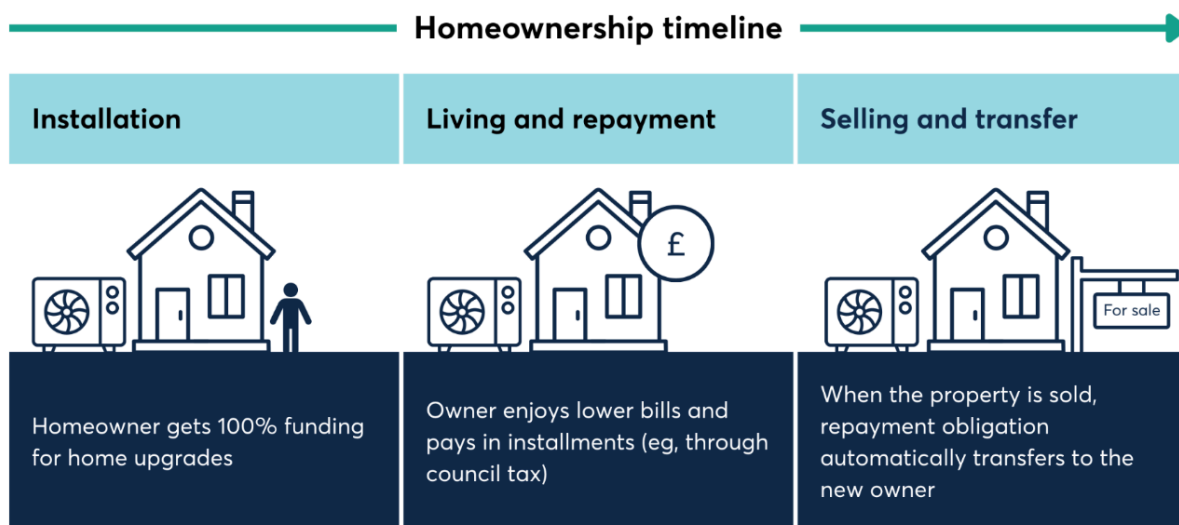 Homeownership timeline
Installation
Living and repayment
Selling and transfer
£
For sale
Homeowner gets 100% funding
for home upgrades
Owner enjoys lower bills and
pays in installments (eg, through
council tax)
When the property is sold,
repayment obligation
automatically transfers to the
new owner